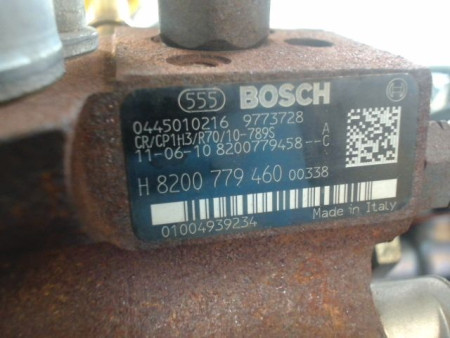 555 BOSCH
0445010216 9773728
CR/CP1H3/R70/10-789S A
11-06-10 8200779458--C
H 8200 779 460 00338
Made in Italy
01004939234